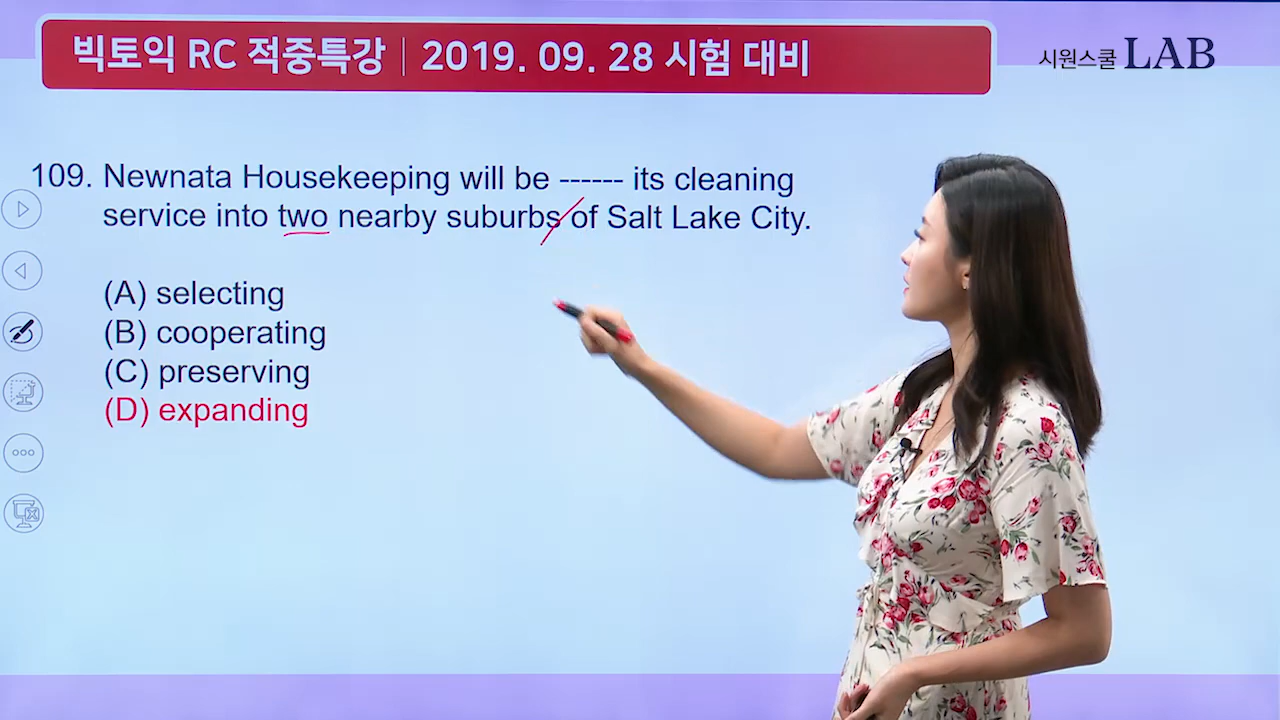 빅토익 RC 적중특강 | 2019. 09. 28 시험 대비
시원스쿨 LAB
109. Newnata Housekeeping will be ------ its cleaning
service into two nearby suburbs of Salt Lake City.
(A) selecting
(B) cooperating
(C) preserving
(D) expanding